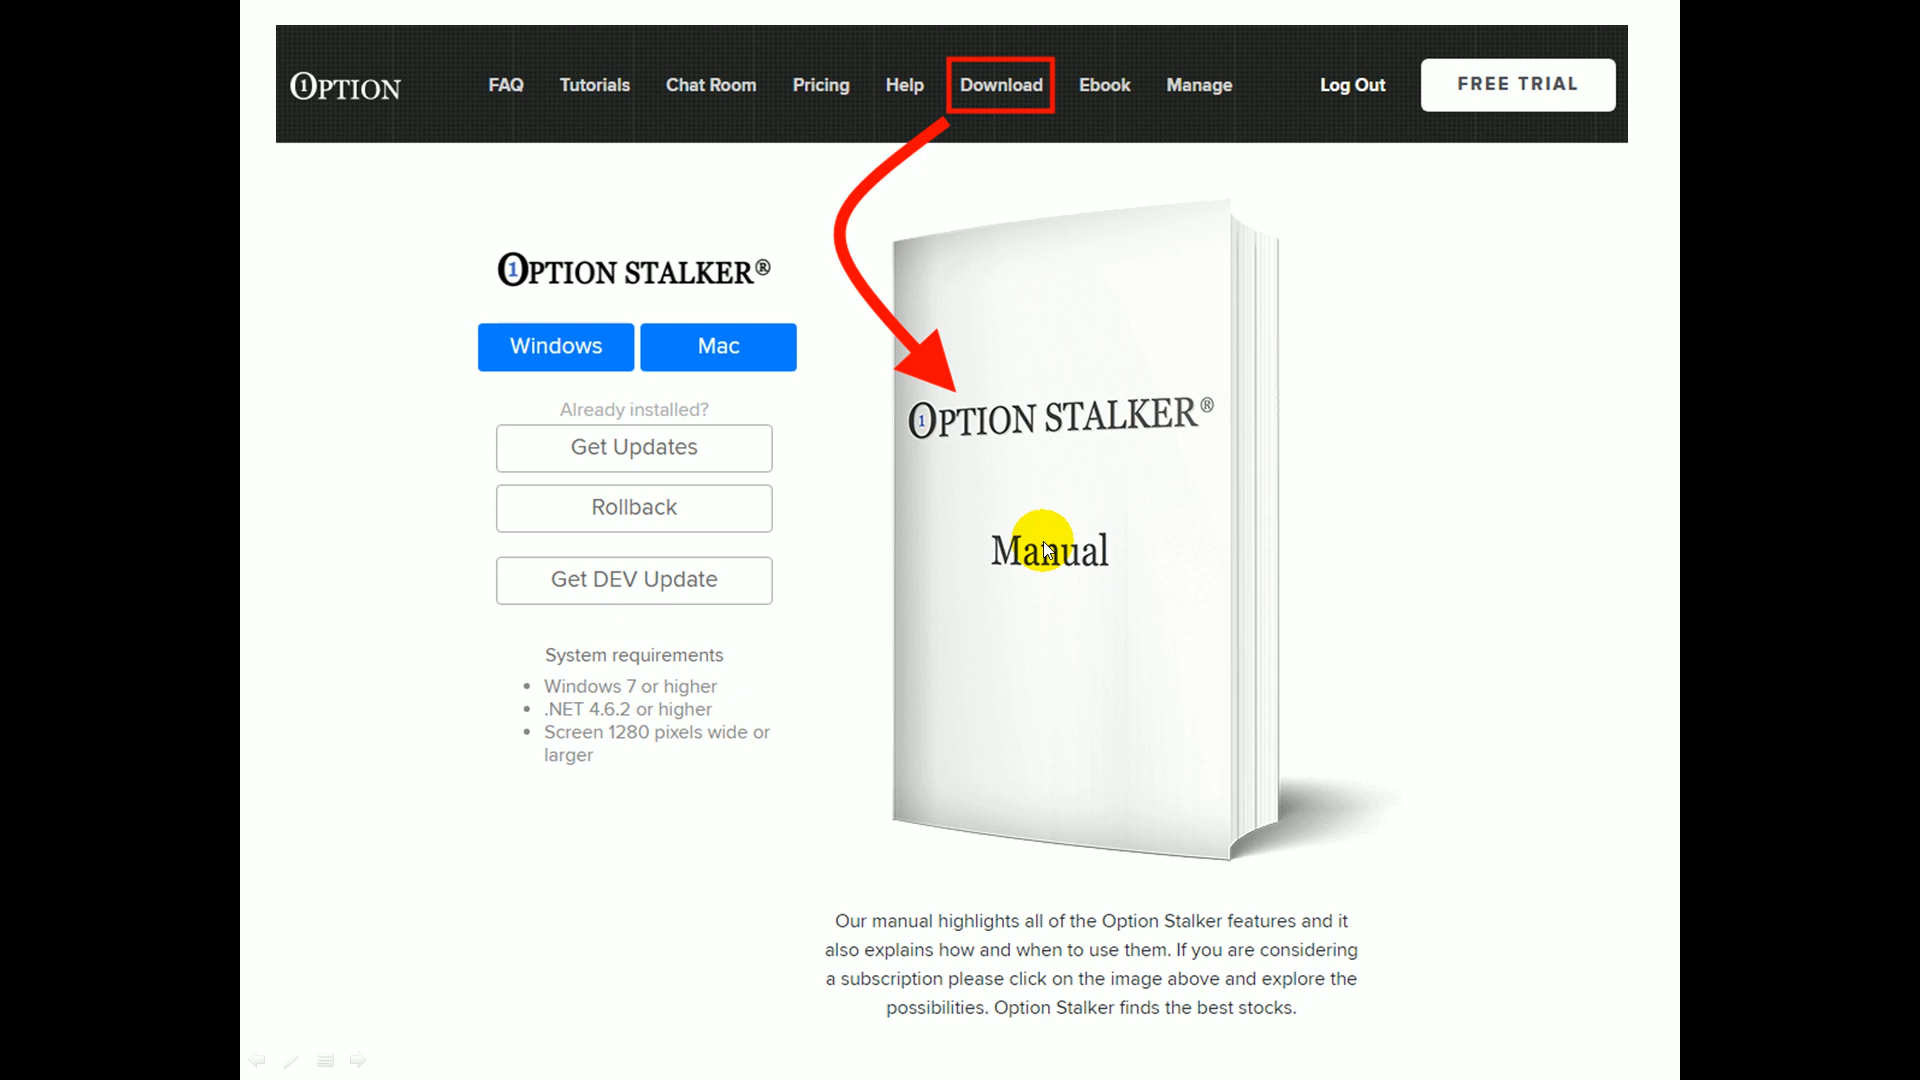 OPTION
FAQ Tutorials Chat Room Pricing Help Download Ebook Manage Log Out FREE TRIAL
OPTION STALKER®
Windows Mac
Already installed?
Get Updates
Rollback
Get DEV Update
System requirements
• Windows 7 or higher
• .NET 4.6.2 or higher
• Screen 1280 pixels wide or
larger
OPTION STALKER®
Manual
Our manual highlights all of the Option Stalker features and it
also explains how and when to use them. If you are considering
a subscription please click on the image above and explore the
possibilities. Option Stalker finds the best stocks.